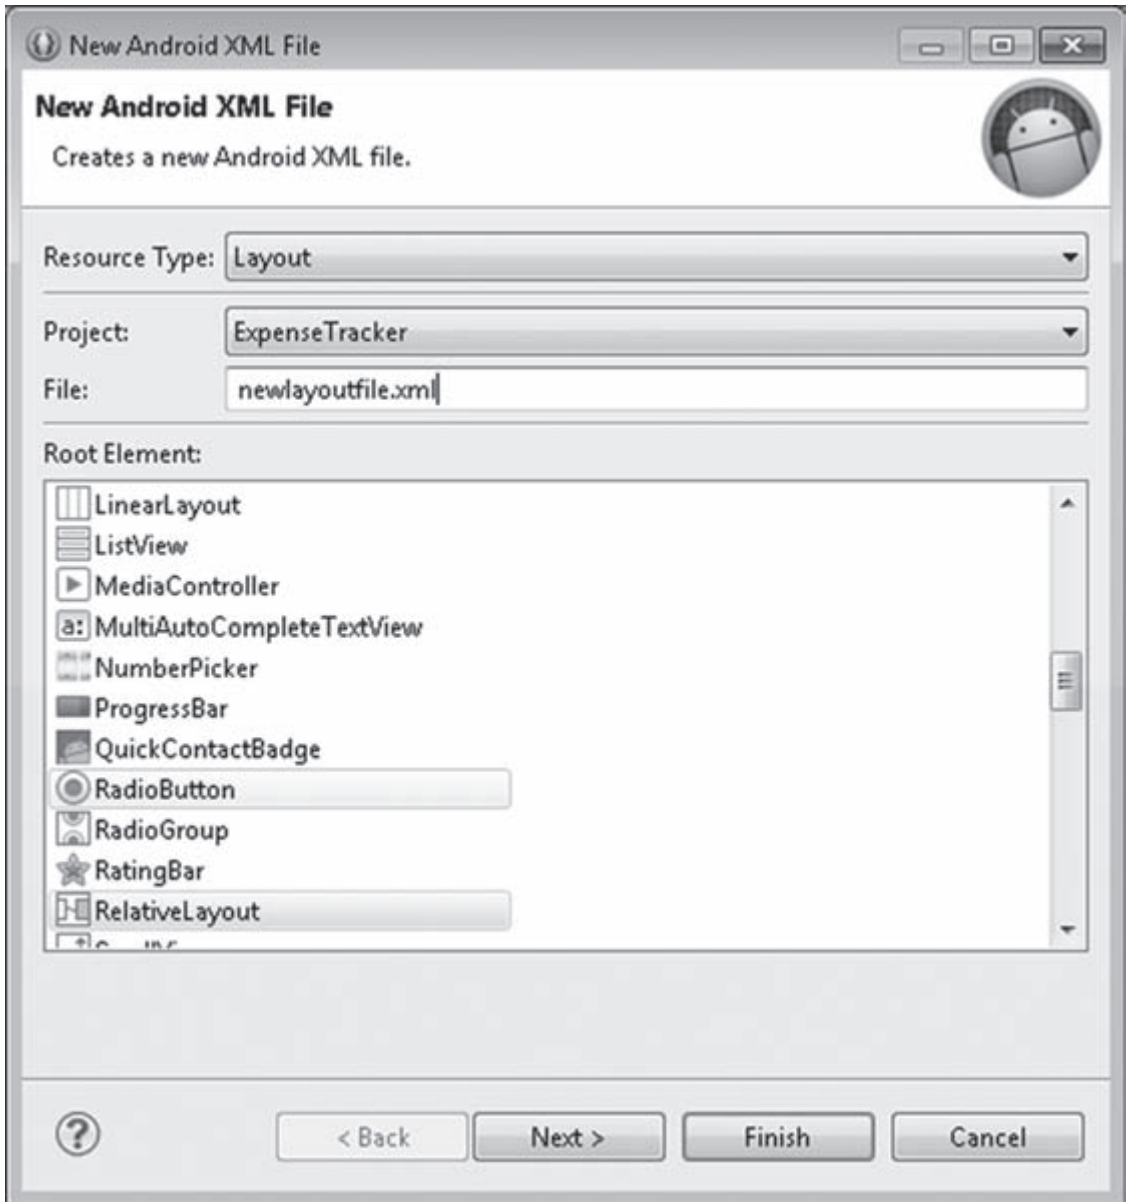 New Android XML File
New Android XML File
Creates a new Android XML file.
Resource Type: Layout
Project: ExpenseTracker
File: newlayoutfile.xml
Root Element:
LinearLayout
ListView
MediaController
a: MultiAutoCompleteTextView
NumberPicker
ProgressBar
QuickContactBadge
RadioButton
RadioGroup
RatingBar
RelativeLayout
? < Back Next > Finish Cancel